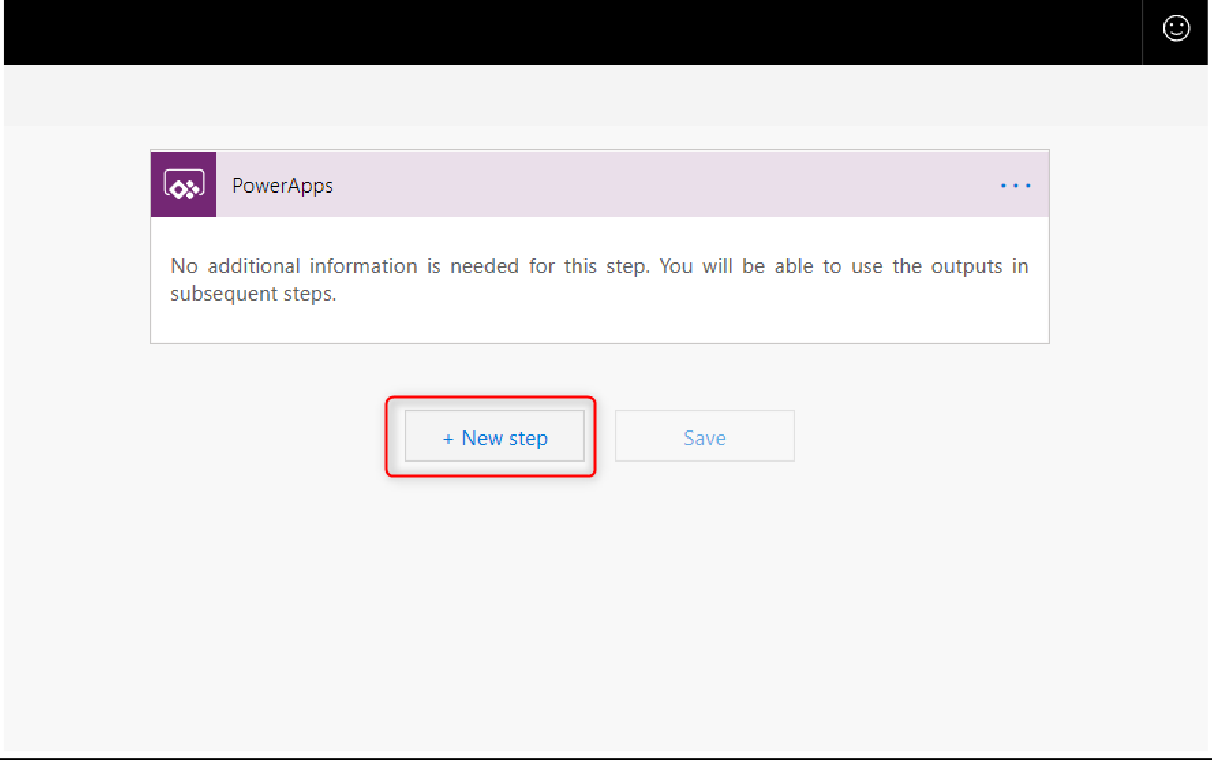 PowerApps
No additional information is needed for this step. You will be able to use the outputs in
subsequent steps.
+ New step
Save